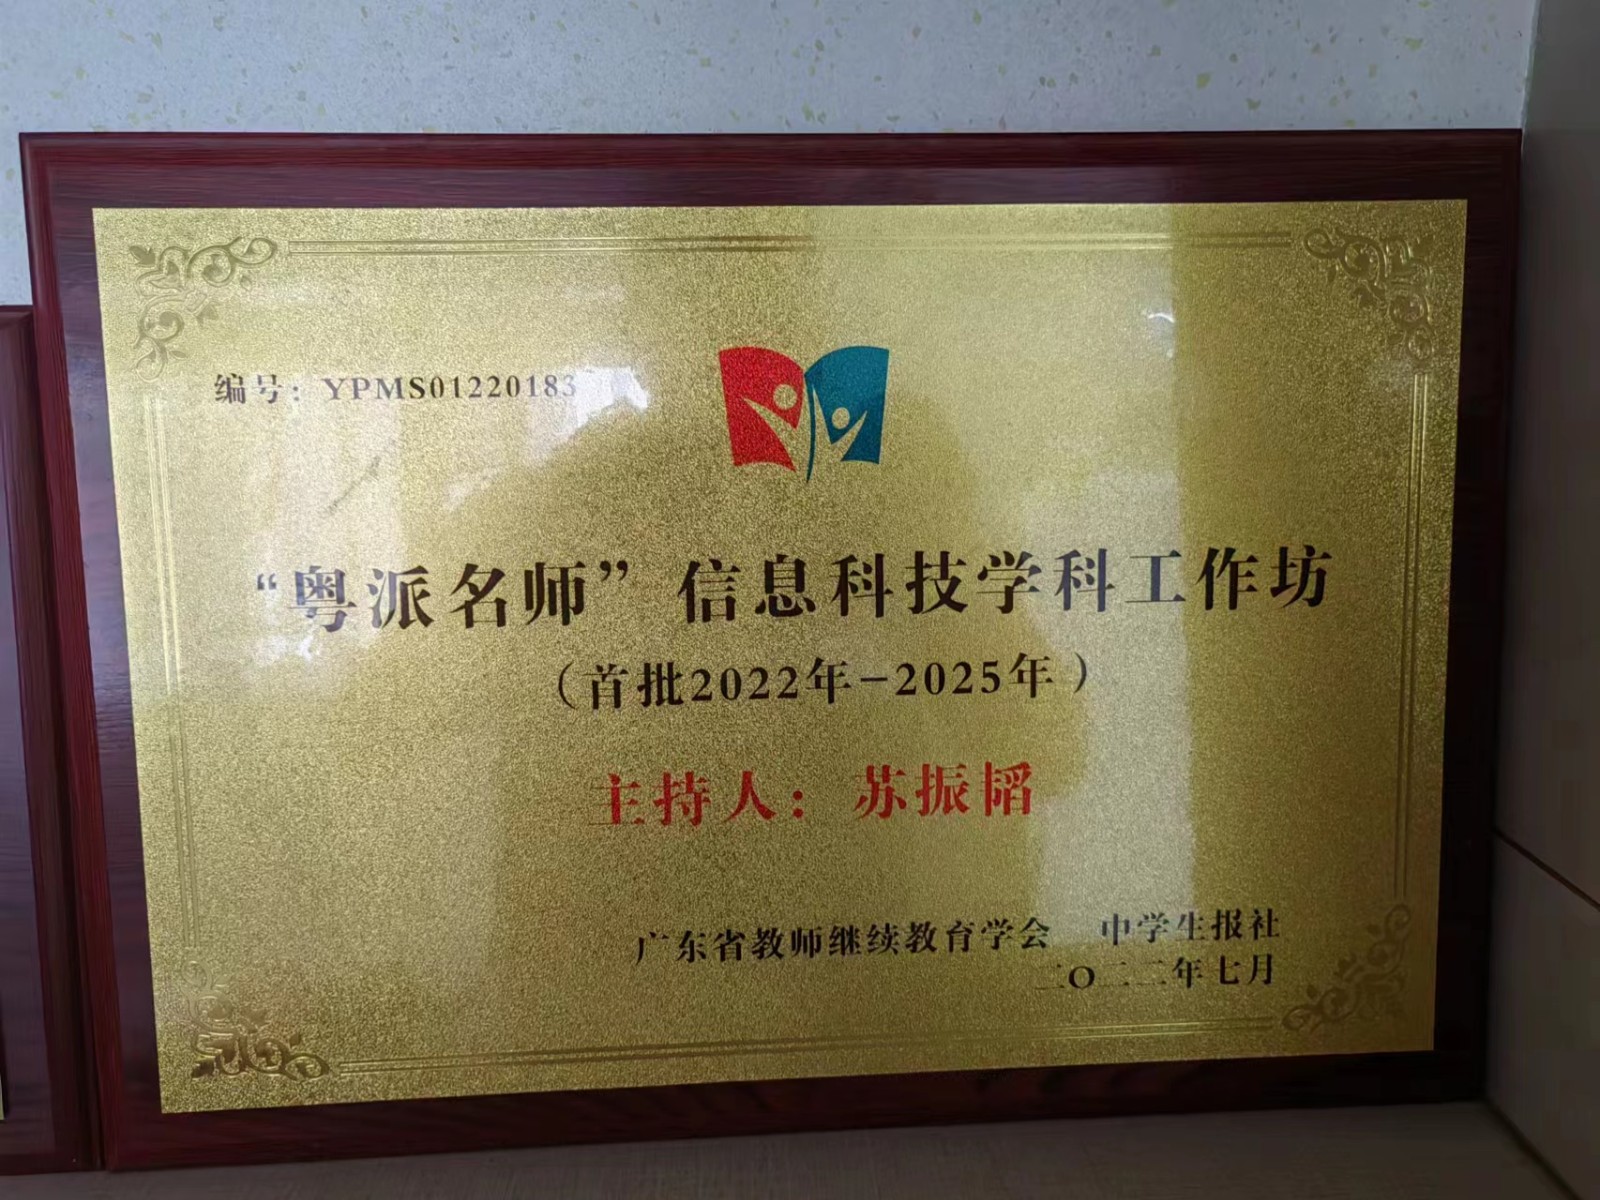 编号：YPMS01220183
“粤派名师”信息科技学科工作坊
（首批2022年-2025年）
主持人：苏振韬
广东省教师继续教育学会 中学生报社
二〇二二年七月